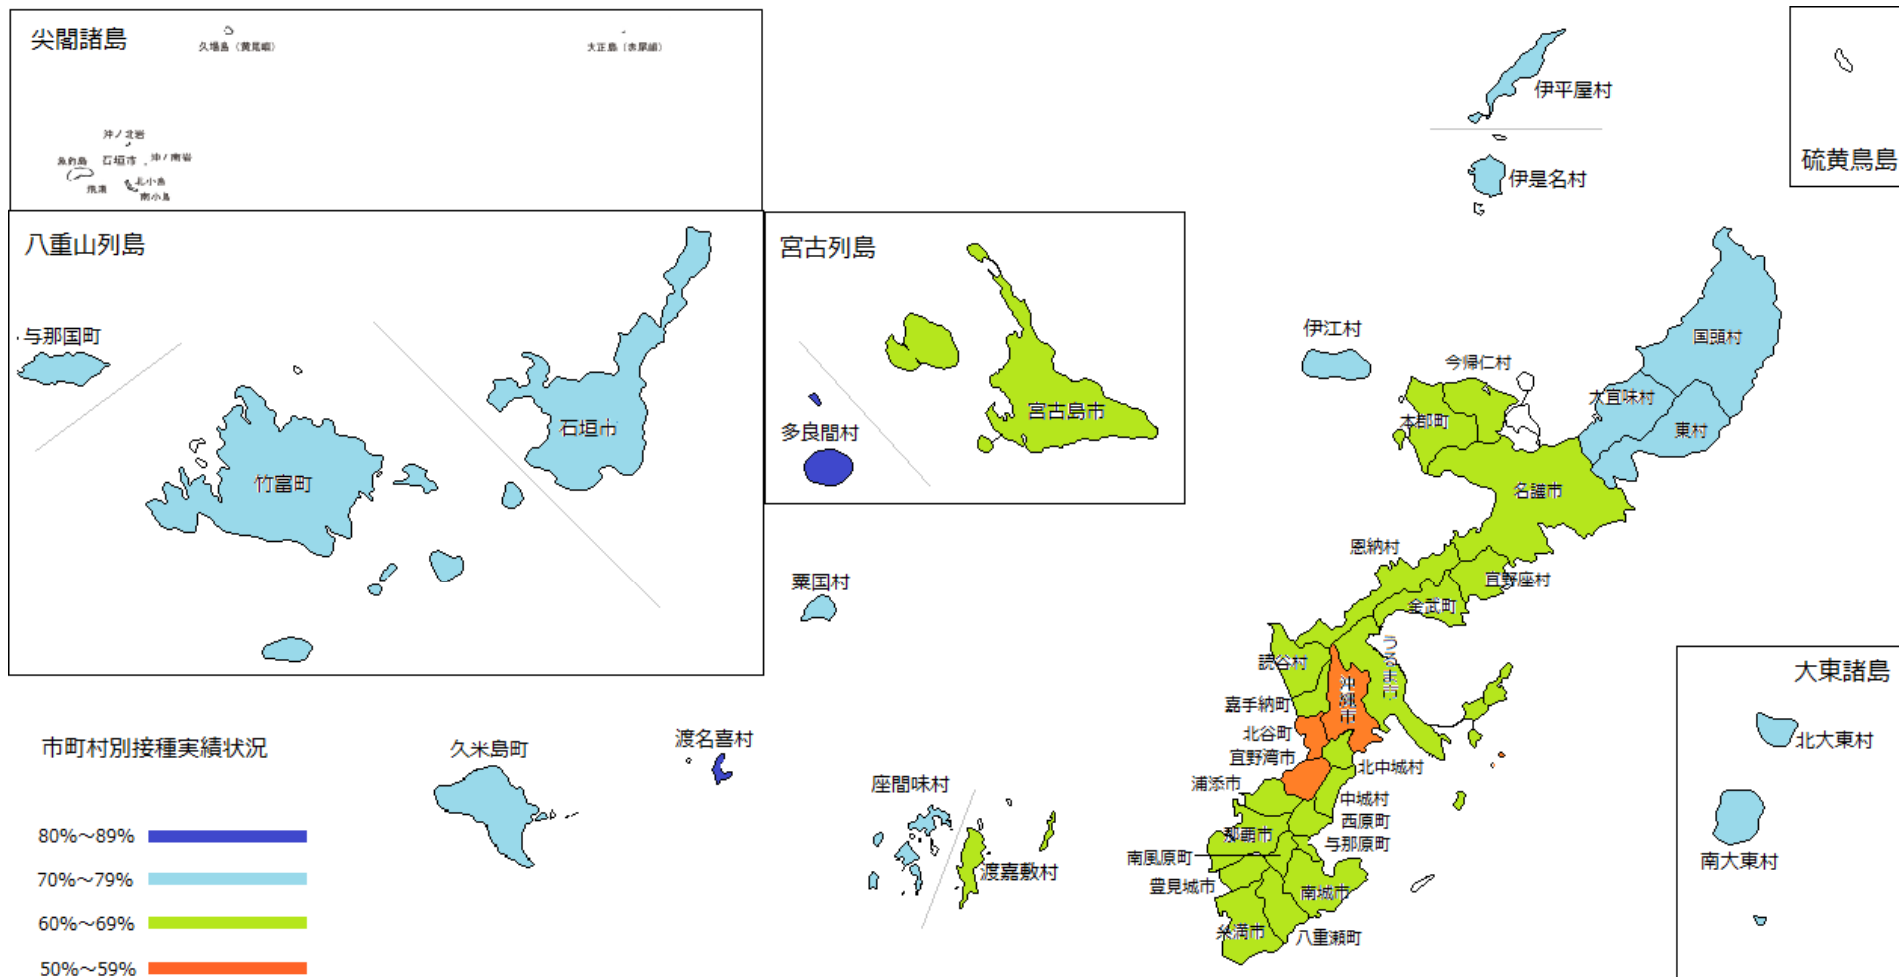 尖閣諸島
久場島（黄尾嶼）
大正島（赤尾嶼）
沖ノ北岩
魚釣島
石垣市
沖ノ南岩
飛瀬
北小島
南小島
伊平屋村
伊是名村
硫黄鳥島
八重山列島
与那国町
石垣市
竹富町
宮古列島
宮古島市
多良間村
伊江村
国頭村
今帰仁村
大宜味村
本部町
東村
名護市
恩納村
宜野座村
金武町
粟国村
うるま市
読谷村
沖縄市
嘉手納町
北谷町
宜野湾市
北中城村
浦添市
中城村
西原町
那覇市
与那原町
南風原町
豊見城市
南城市
糸満市
八重瀬町
大東諸島
北大東村
南大東村
渡名喜村
久米島町
座間味村
渡嘉敷村
市町村別接種実績状況
80%～89%
70%～79%
60%～69%
50%～59%